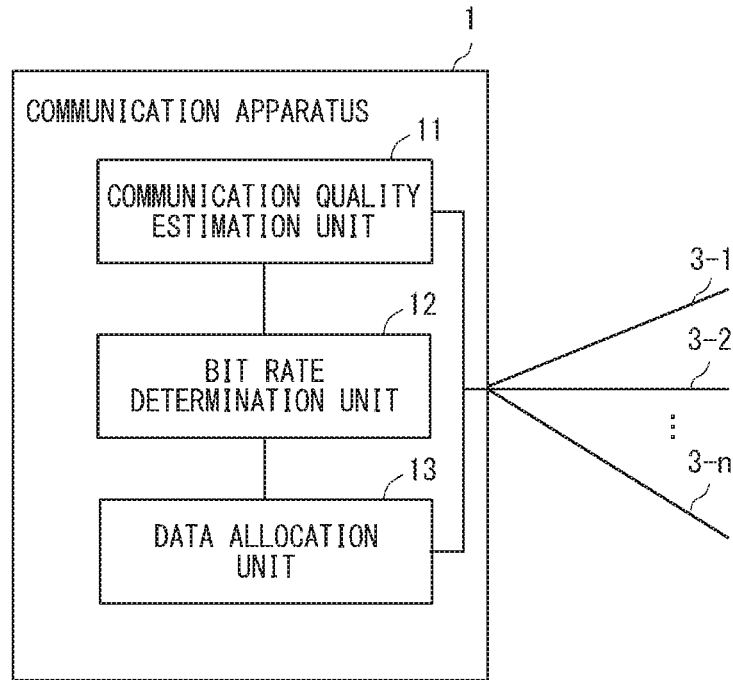 1
COMMUNICATION APPARATUS
11
COMMUNICATION QUALITY
ESTIMATION UNIT
12
BIT RATE
DETERMINATION UNIT
13
DATA ALLOCATION
UNIT
3-1
3-2
⋮
3-n